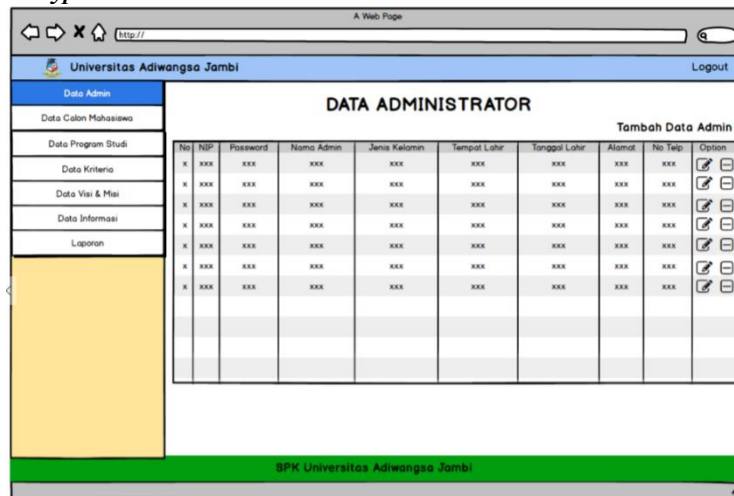 A Web Page
http://
Universitas Adiwangsa Jambi
Logout
Data Admin
Data Calon Mahasiswa
Data Program Studi
Data Kriteria
Data Visi & Misi
Data Informasi
Laporan
DATA ADMINISTRATOR
Tambah Data Admin
No NIP Password Nama Admin Jenis Kelamin Tempat Lahir Tanggal Lahir Alamat No Telp Option
x xxx xxx xxx xxx xxx xxx xxx xxx
x xxx xxx xxx xxx xxx xxx xxx xxx
x xxx xxx xxx xxx xxx xxx xxx xxx
x xxx xxx xxx xxx xxx xxx xxx xxx
x xxx xxx xxx xxx xxx xxx xxx xxx
x xxx xxx xxx xxx xxx xxx xxx xxx
x xxx xxx xxx xxx xxx xxx xxx xxx
SPK Universitas Adiwangsa Jambi